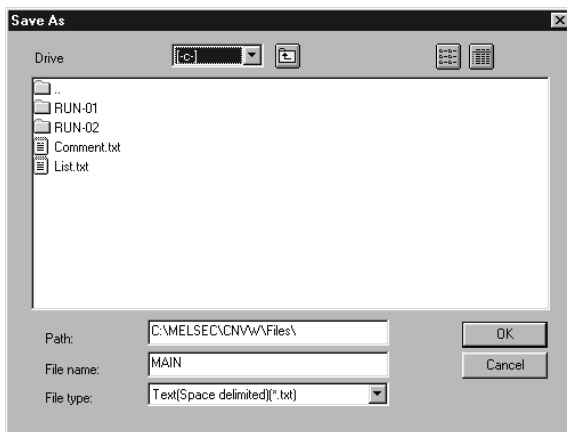 Save As
Drive [-c-]
..
RUN-01
RUN-02
Comment.txt
List.txt
Path: C:\MELSEC\CNVW\Files\ OK
File name: MAIN Cancel
File type: Text(Space delimited)(*.txt)